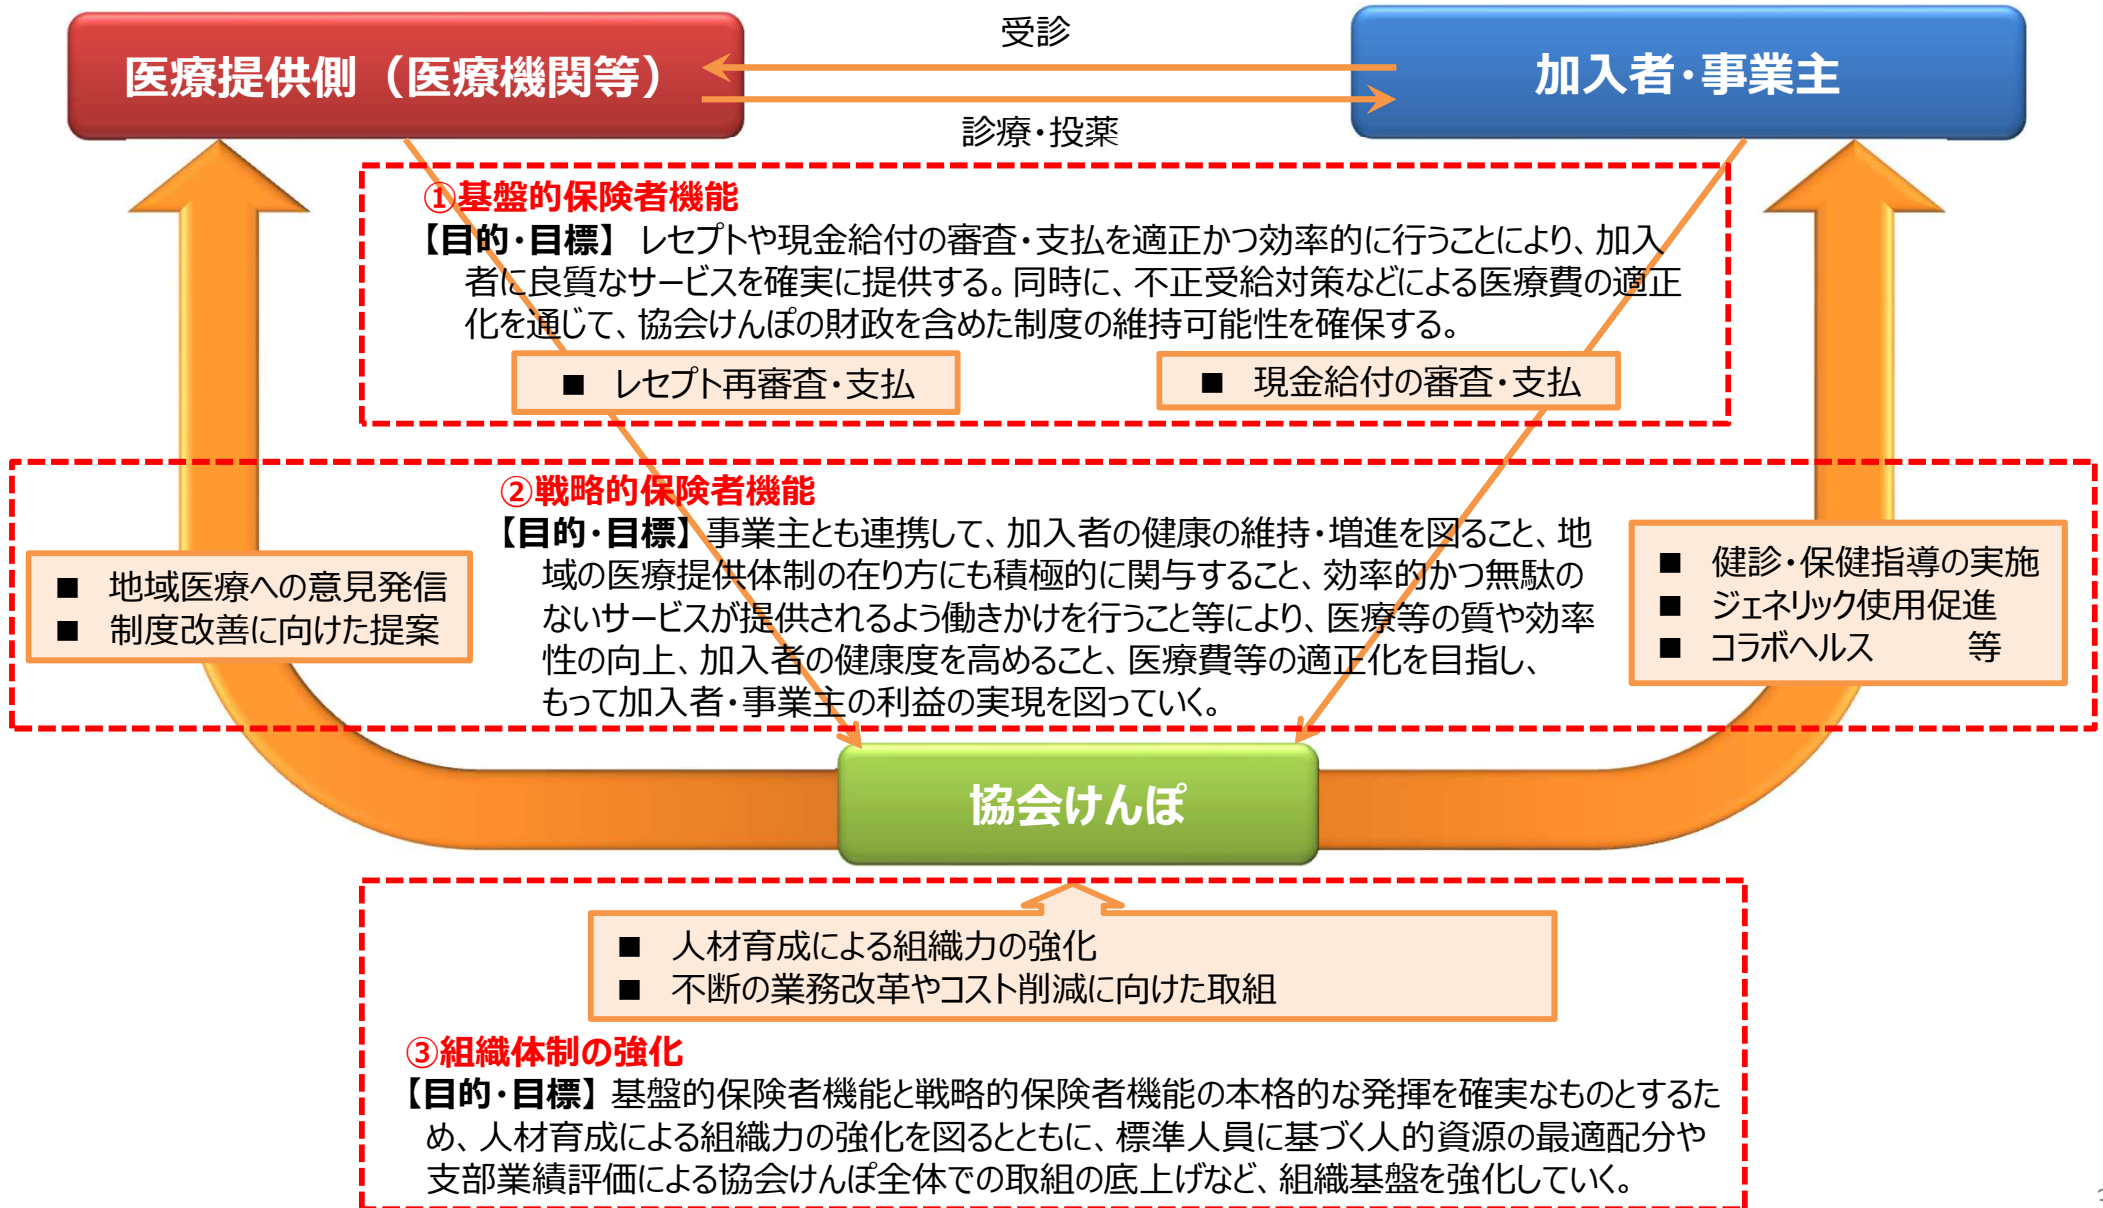 受診
医療提供側（医療機関等）
加入者・事業主
診療・投薬
①基盤的保険者機能
【目的・目標】 レセプトや現金給付の審査・支払を適正かつ効率的に行うことにより、加入
者に良質なサービスを確実に提供する。同時に、不正受給対策などによる医療費の適正
化を通じて、協会けんぽの財政を含めた制度の維持可能性を確保する。
■ レセプト再審査・支払
■ 現金給付の審査・支払
②戦略的保険者機能
【目的・目標】 事業主とも連携して、加入者の健康の維持・増進を図ること、地
域の医療提供体制の在り方にも積極的に関与すること、効率的かつ無駄の
ないサービスが提供されるよう働きかけを行うこと等により、医療等の質や効率
性の向上、加入者の健康度を高めること、医療費等の適正化を目指し、
もって加入者・事業主の利益の実現を図っていく。
■ 地域医療への意見発信
■ 制度改善に向けた提案
■ 健診・保健指導の実施
■ ジェネリック使用促進
■ コラボヘルス 等
協会けんぽ
■ 人材育成による組織力の強化
■ 不断の業務改革やコスト削減に向けた取組
③組織体制の強化
【目的・目標】 基盤的保険者機能と戦略的保険者機能の本格的な発揮を確実なものとするた
め、人材育成による組織力の強化を図るとともに、標準人員に基づく人的資源の最適配分や
支部業績評価による協会けんぽ全体での取組の底上げなど、組織基盤を強化していく。